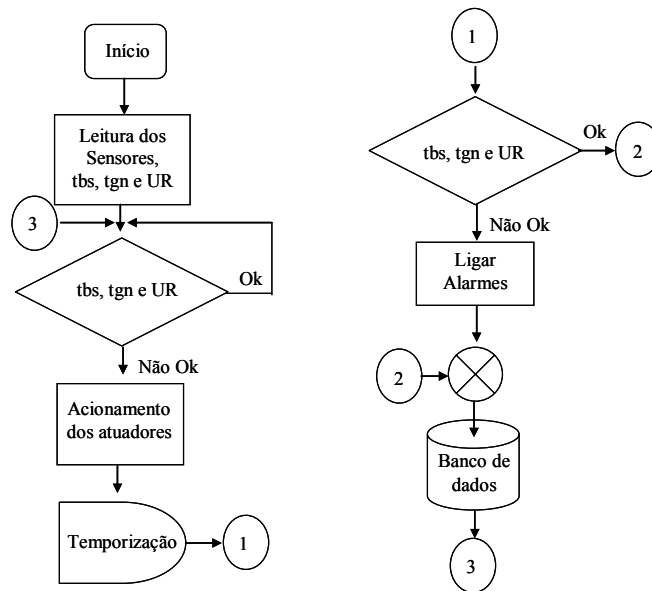 Início
Leitura dos
Sensores,
tbs, tgn e UR
3
tbs, tgn e UR
Ok
Não Ok
Acionamento
dos atuadores
Temporização
1
1
tbs, tgn e UR
Ok
2
Não Ok
Ligar
Alarmes
2
Banco de
dados
3